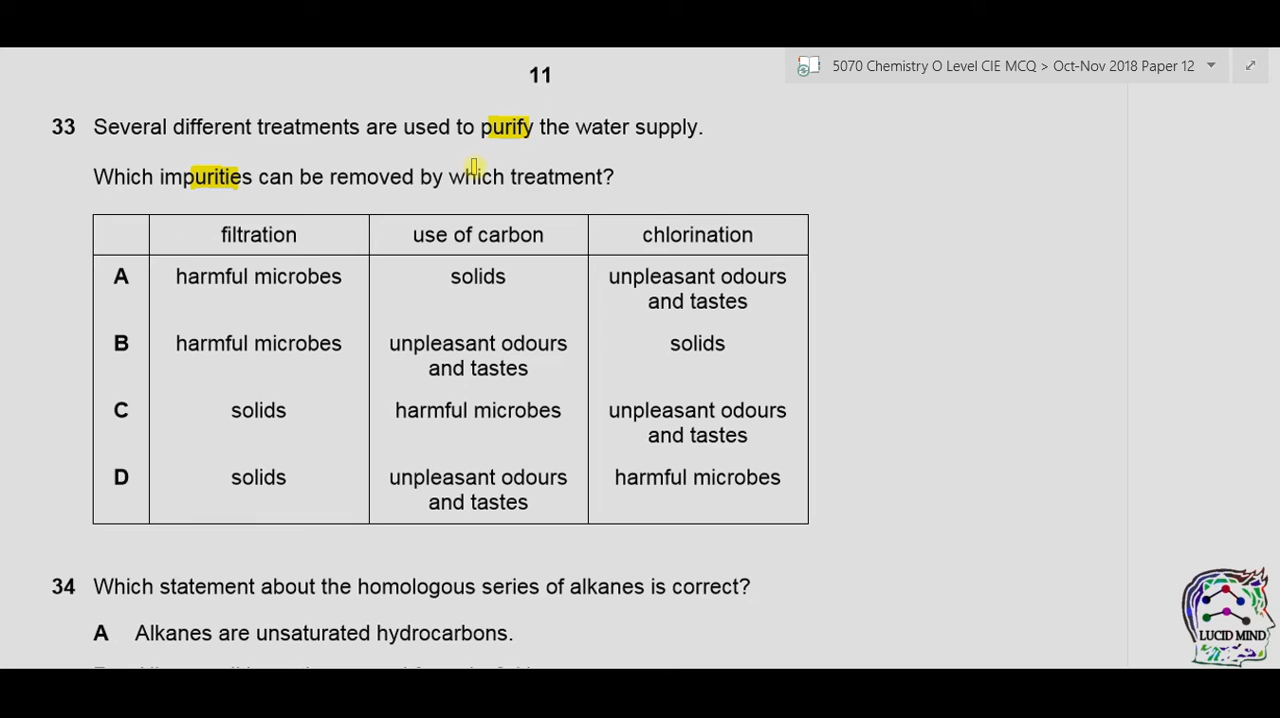 11
5070 Chemistry O Level CIE MCQ > Oct-Nov 2018 Paper 12
33 Several different treatments are used to purify the water supply.
Which impurities can be removed by which treatment?
filtration use of carbon chlorination
A harmful microbes solids unpleasant odours
and tastes
B harmful microbes unpleasant odours solids
and tastes
C solids harmful microbes unpleasant odours
and tastes
D solids unpleasant odours harmful microbes
and tastes
34 Which statement about the homologous series of alkanes is correct?
A Alkanes are unsaturated hydrocarbons.
LUCID MIND